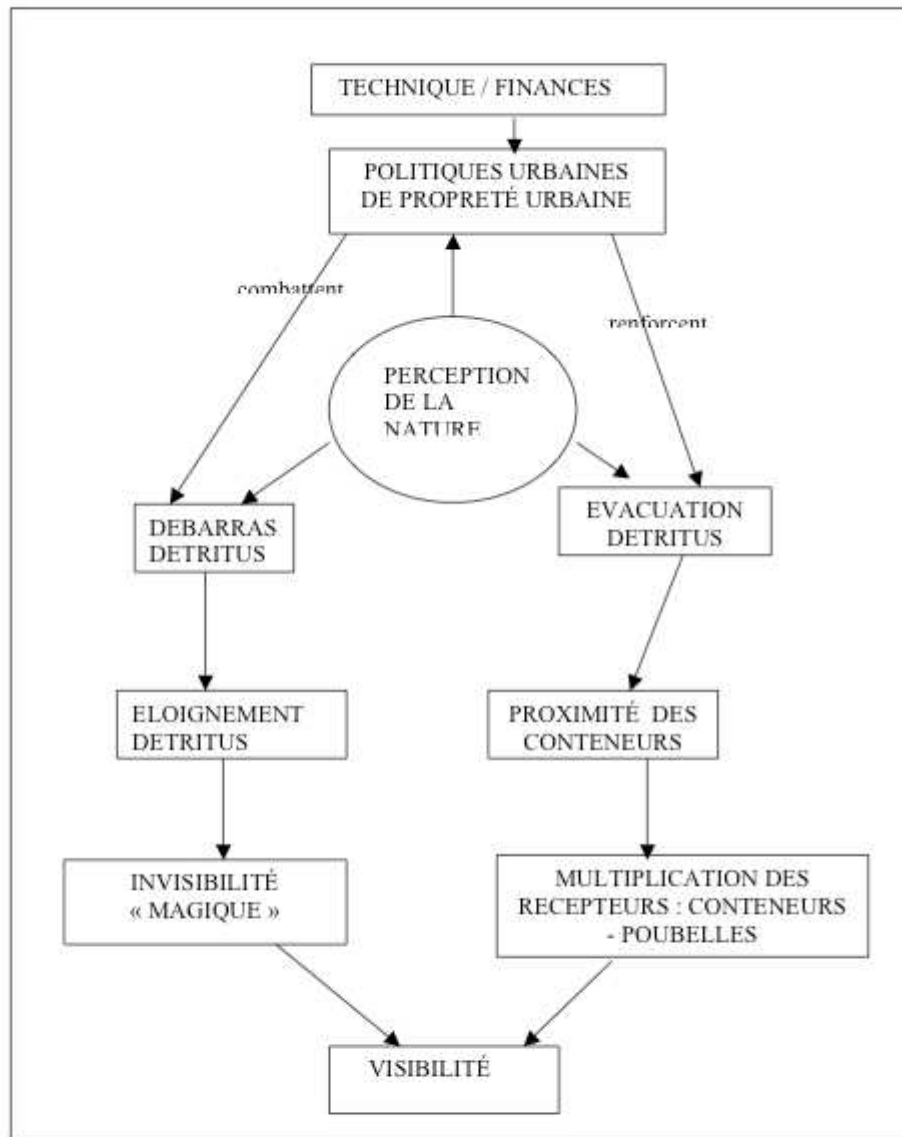 TECHNIQUE / FINANCES
POLITIQUES URBAINES
DE PROPRETÉ URBAINE
combattent
renforcent
PERCEPTION
DE LA
NATURE
DEBARRAS
DETRITUS
EVACUATION
DETRITUS
ELOIGNEMENT
DETRITUS
PROXIMITÉ DES
CONTENEURS
INVISIBILITÉ
« MAGIQUE »
MULTIPLICATION DES
RECEPTEURS : CONTENEURS
- POUBELLES
VISIBILITÉ